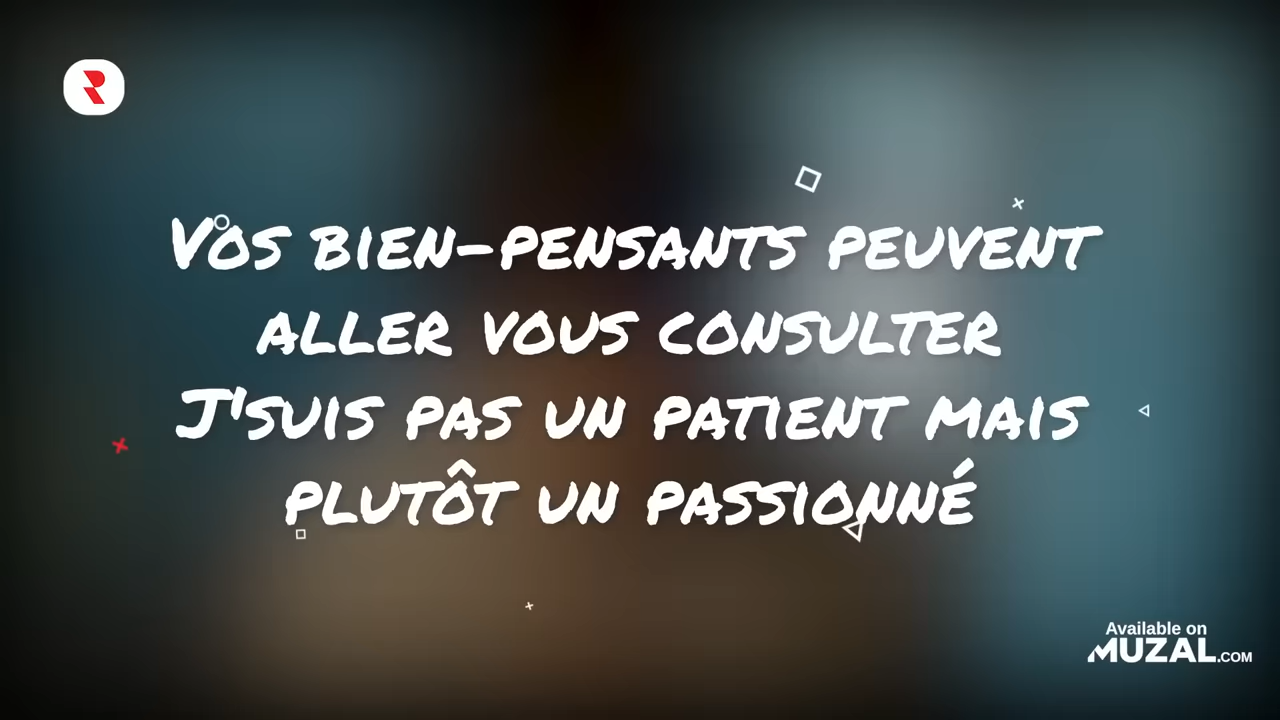 Vos bien-pensants peuvent
aller vous consulter
J'suis pas un patient mais
plutôt un passionné
Available on
MUZAL.COM